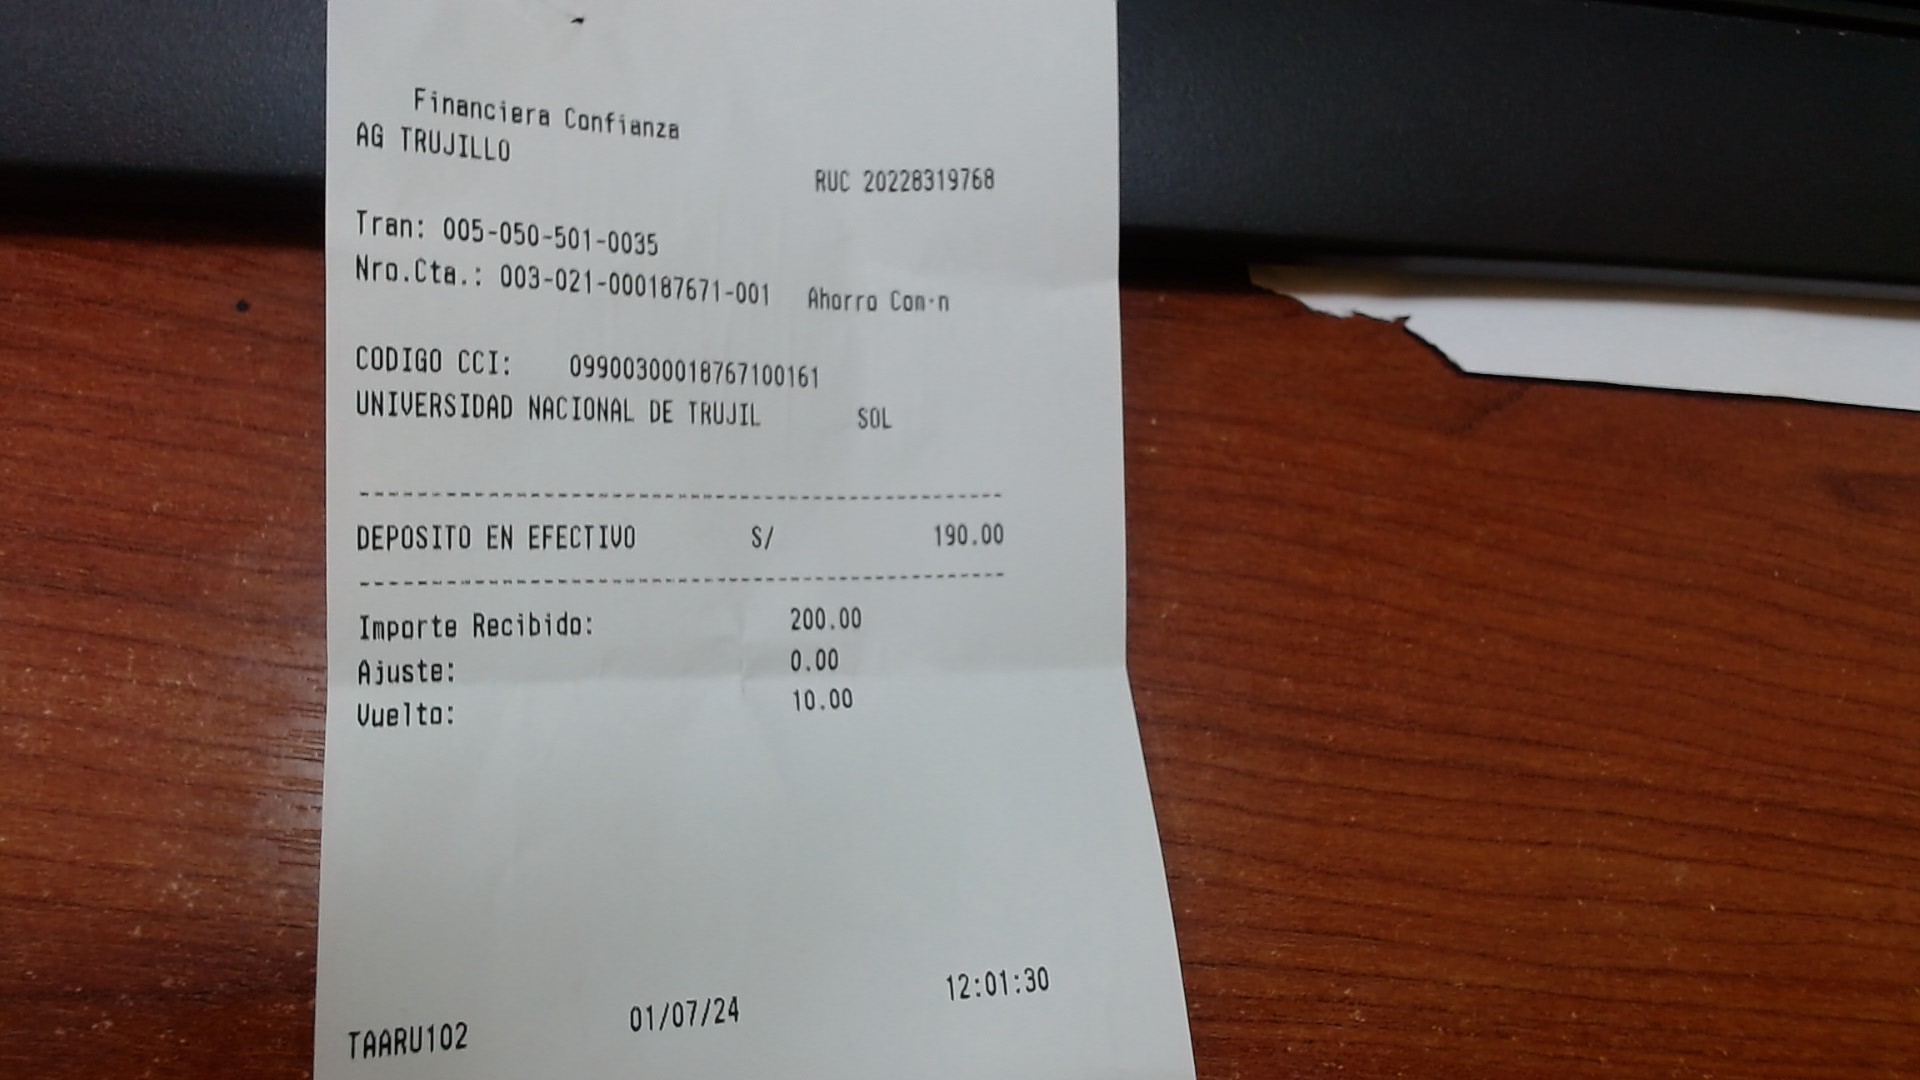 Financiera Confianza
AG TRUJILLO
RUC 20228319768
Tran: 005-050-501-0035
Nro.Cta.: 003-021-000187671-001 Ahorro Com·n
CODIGO CCI: 09900300018767100161
UNIVERSIDAD NACIONAL DE TRUJIL SOL
DEPOSITO EN EFECTIVO S/ 190.00
Importe Recibido: 200.00
Ajuste: 0.00
Vuelto: 10.00
TAARU102 01/07/24 12:01:30